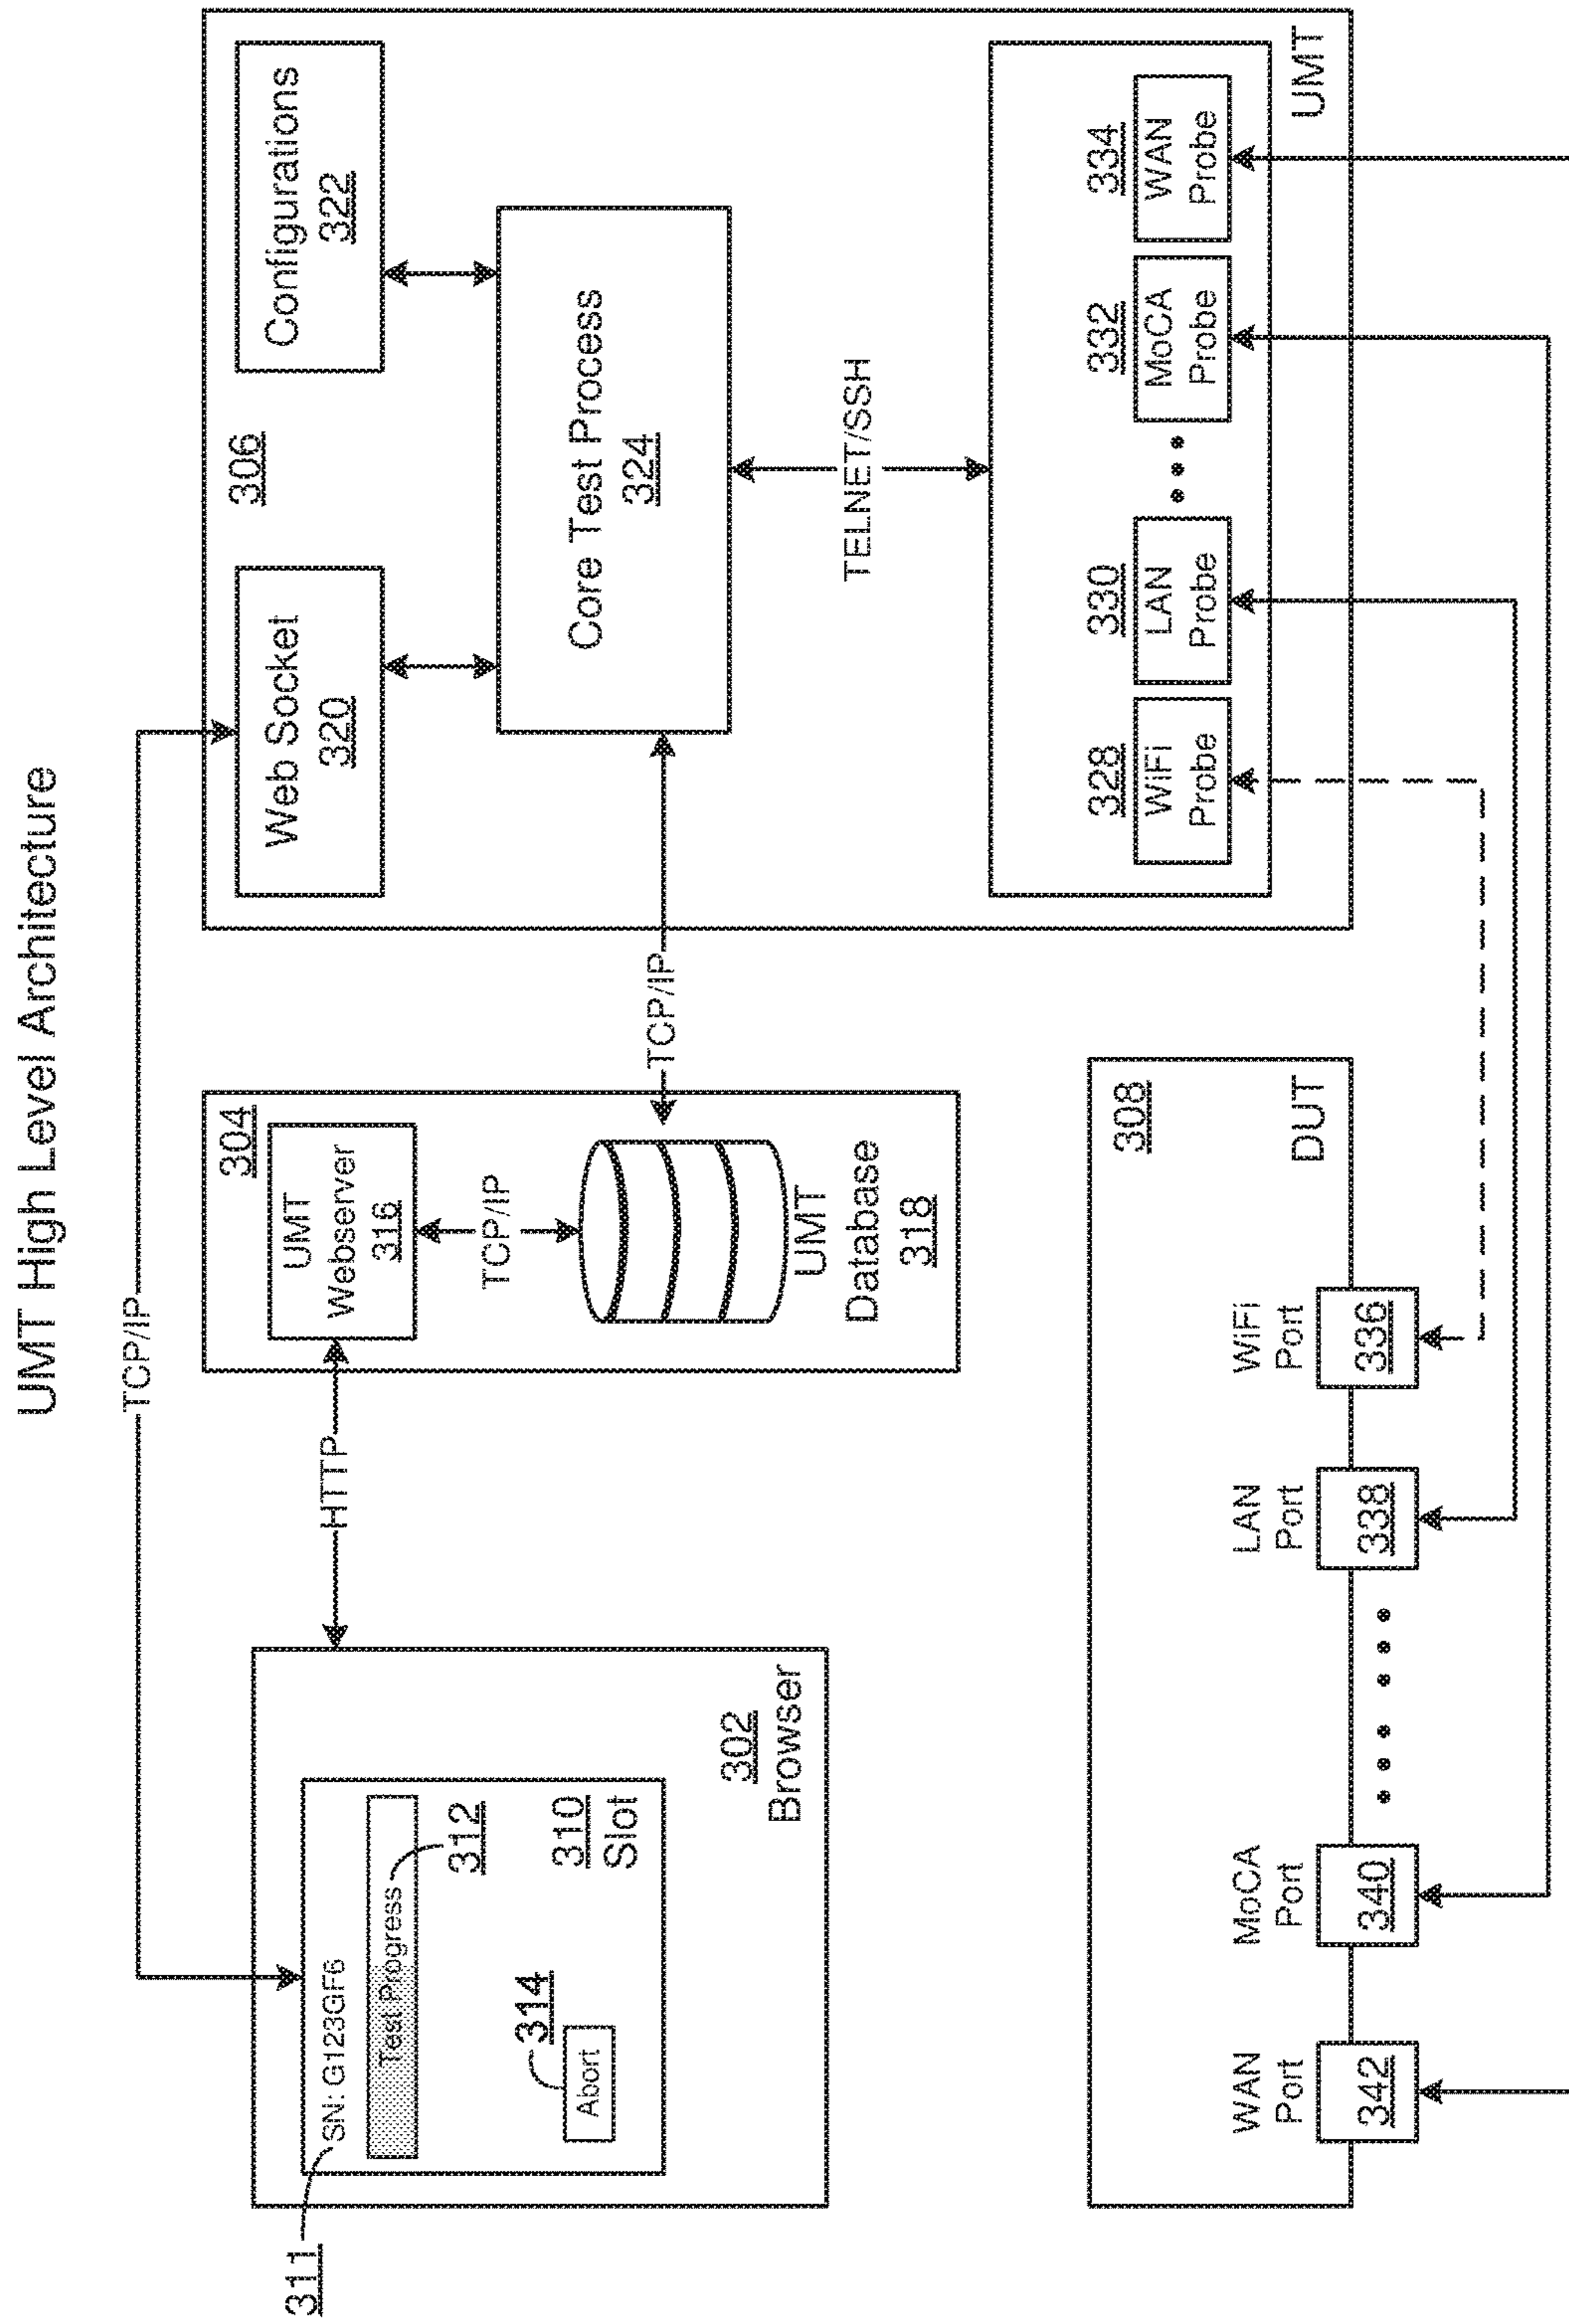 UMT High Level Architecture
TCP/IP
311
SN: G123GF6
Test Progress
312
314
Abort
310
Slot
302
Browser
HTTP
304
UMT
Webserver
316
TCP/IP
UMT
Database
318
TCP/IP
306
Web Socket
320
Configurations
322
Core Test Process
324
TELNET/SSH
328
WiFi
Probe
330
LAN
Probe
332
MoCA
Probe
334
WAN
Probe
UMT
308
DUT
WAN
Port
342
MoCA
Port
340
LAN
Port
338
WiFi
Port
336